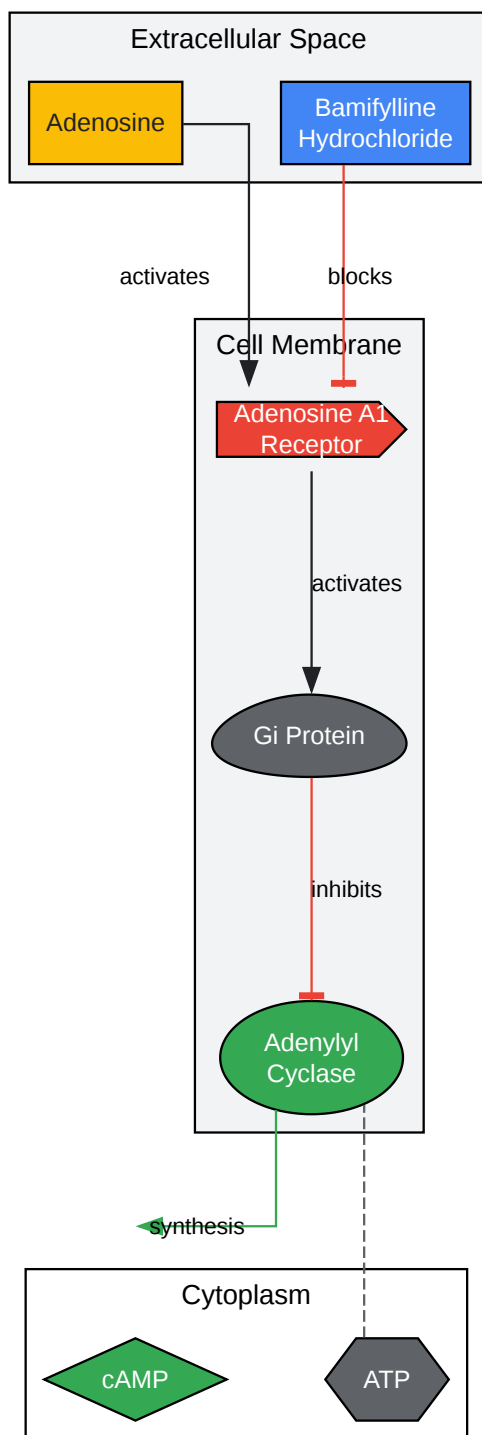 Extracellular Space
Adenosine
Bamifylline
Hydrochloride
activates
blocks
Cell Membrane
Adenosine A1
Receptor
activates
Gi Protein
inhibits
Adenylyl
Cyclase
synthesis
Cytoplasm
cAMP
ATP